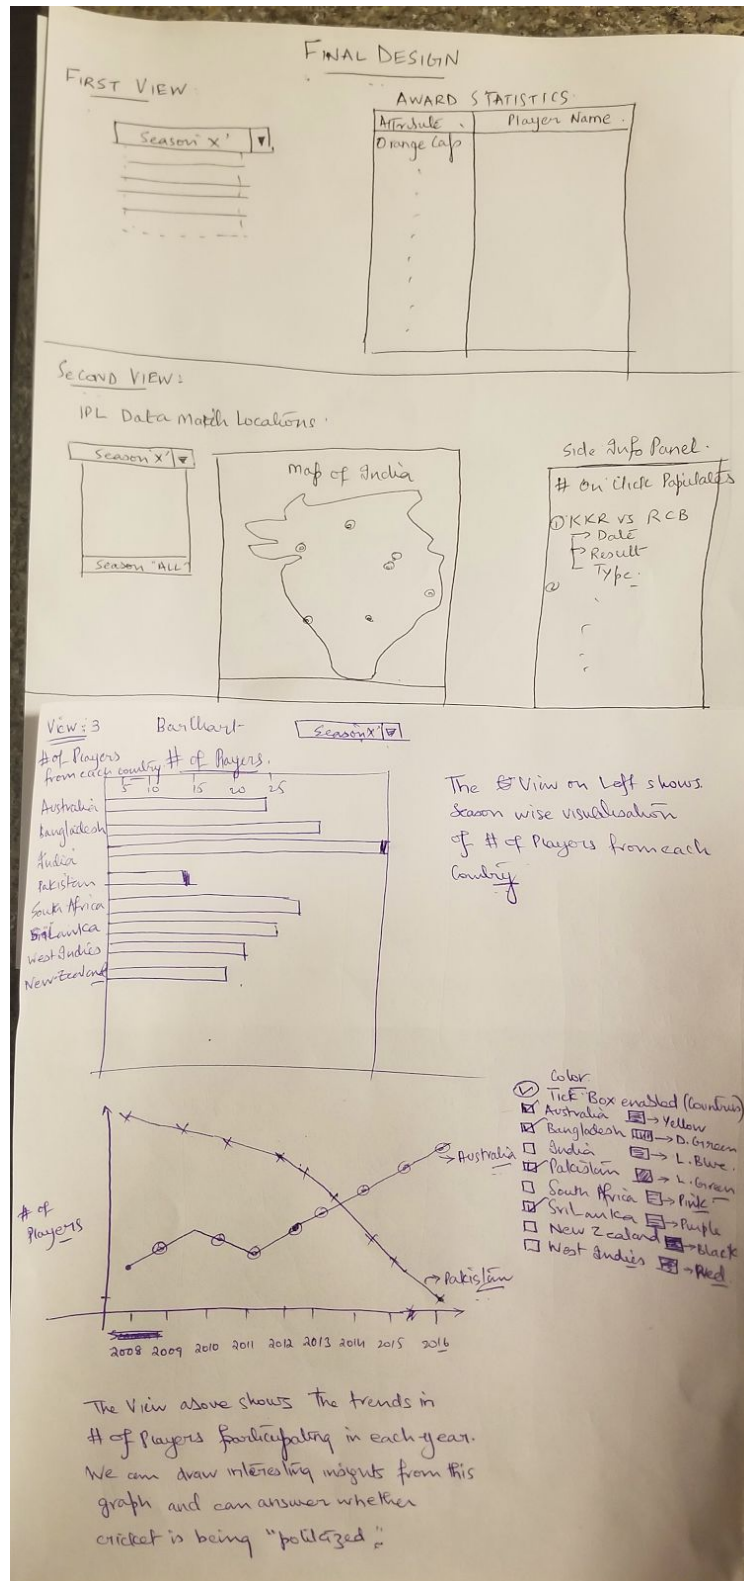 FINAL DESIGN
FIRST VIEW
Season 'X'
AWARD STATISTICS
Attribute
Player Name
Orange Cap
SECOND VIEW:
IPL Data Match Locations
Season 'X'
Season "ALL"
Map of India
Side Info Panel
# On Click Populates
① KKR vs RCB
Date
Result
Type
②
View: 3
BarChart
Season X'
# of Players
from each country
# of Players.
5 10 15 20 25
Australia
Bangladesh
India
Pakistan
South Africa
SriLanka
West Indies
New-Zealand
The View on Left shows
Season wise visualisation
of # of Players from each
Country
Color
Tick Box enabled (Countries)
Australia → Yellow
Bangladesh → D. Green
India → L. Blue
Pakistan → L. Green
South Africa → Pink
SriLanka → Purple
New Zealand → Black
West Indies → Red
# of
Players
Australia
Pakistan
2008 2009 2010 2011 2012 2013 2014 2015 2016
The View above shows the trends in
# of Players participating in each year.
We can draw interesting insights from this
graph and can answer whether
cricket is being "politized".